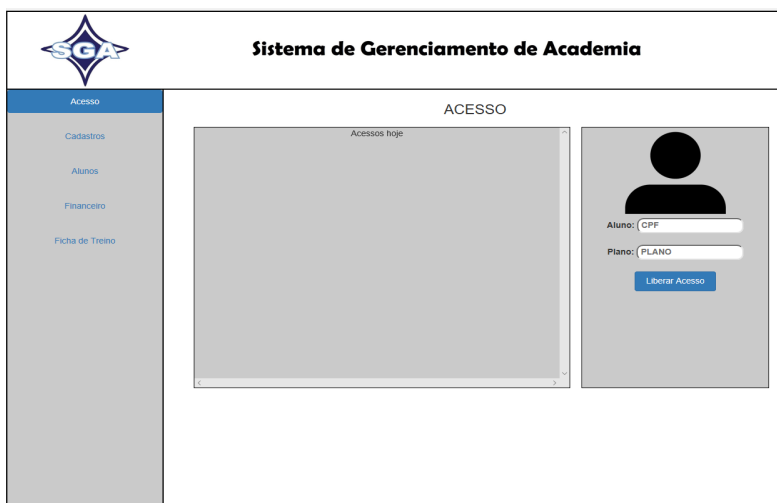 SGA
Sistema de Gerenciamento de Academia
Acesso
Cadastros
Alunos
Financeiro
Ficha de Treino
ACESSO
Acessos hoje
Aluno: CPF
Plano: PLANO
Liberar Acesso